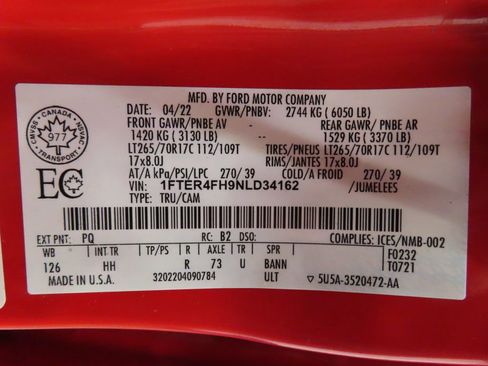 MFD. BY FORD MOTOR COMPANY
DATE: 04/22 GVWR/PNBV: 2744 KG ( 6050 LB)
FRONT GAWR/PNBE AV -- REAR GAWR/ PNBE AR
1420 KG ( 3130 LB) -- 1529 KG ( 3370 LB)
LT265/70R17C 112/109T TIRES/PNEUS LT265/70R17C 112/109T
17x8.0J RIMS/JANTES 17x8.0J
AT/A kPa/PSI/LPC 270/ 39 COLD/A FROID 270/ 39
VIN: 1FTER4FH9NLD34162 /JUMELEES
TYPE: TRU/CAM
CANADA
CMVSS NSVAC
977
TRANSPORT
EC
EXT PNT: PQ RC: B2 DSO: COMPLIES: ICES/NMB-002
WB INT TR TP/PS R AXLE TR SPR F0232
126 HH R 73 U BANN T0721
MADE IN U.S.A. 3202204090784 ULT 5U5A-3520472-AA